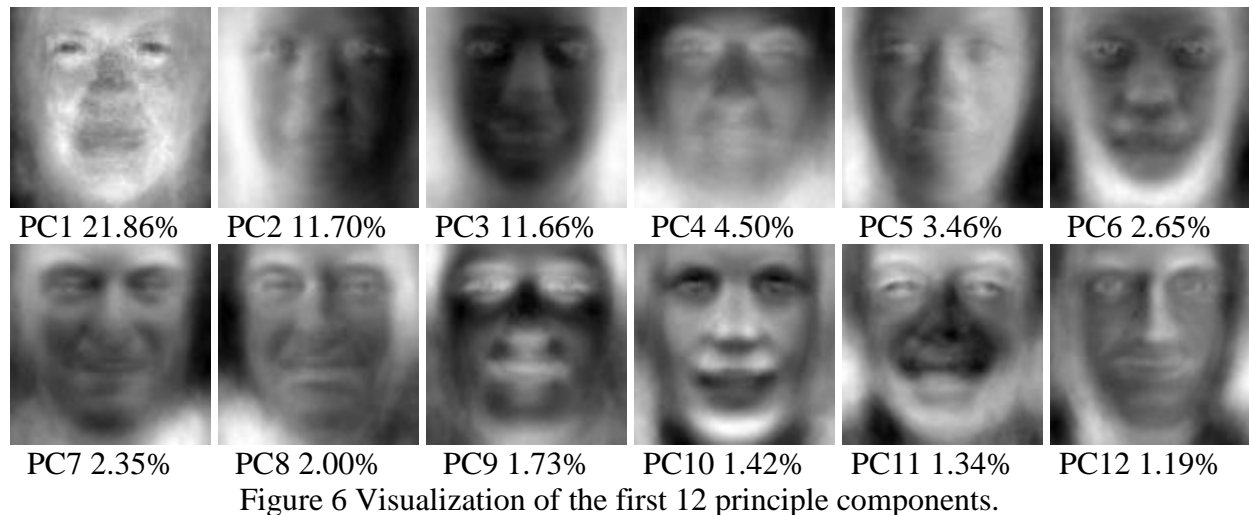 PC1 21.86% PC2 11.70% PC3 11.66% PC4 4.50% PC5 3.46% PC6 2.65%
PC7 2.35% PC8 2.00% PC9 1.73% PC10 1.42% PC11 1.34% PC12 1.19%
Figure 6 Visualization of the first 12 principle components.